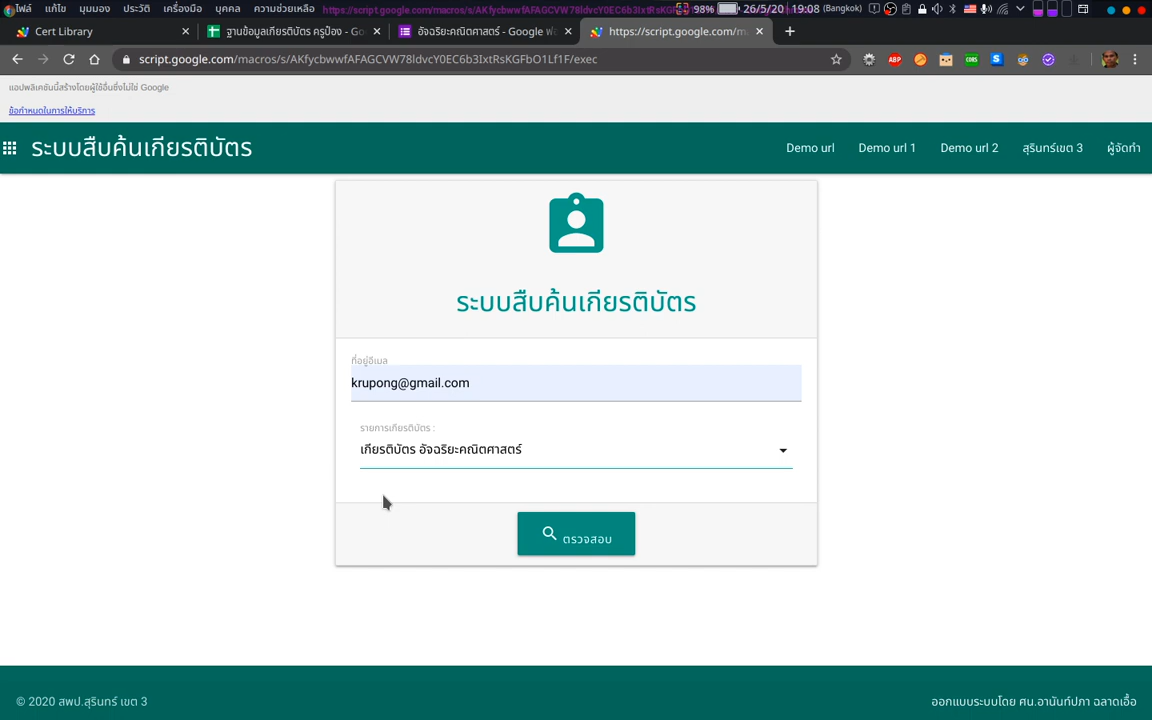 ไฟล์ แก้ไข มุมมอง ประวัติ เครื่องมือ บุคคล ความช่วยเหลือ 98% 26/5/20 19:08 (Bangkok)
Cert Library ฐานข้อมูลเกียรติบัตร ครูป๊อง - Go อัจฉริยะคณิตศาสตร์ - Google ฟอ https://script.google.com/ma
script.google.com/macros/s/AKfycbwwfAFAGCVW78ldvcY0EC6b3IxtRsKGFbO1Lf1F/exec
แอปพลิเคชันนี้สร้างโดยผู้ใช้อื่นซึ่งไม่ใช่ Google
ข้อกำหนดในการให้บริการ
ระบบสืบค้นเกียรติบัตร Demo url Demo url 1 Demo url 2 สุรินทร์เขต 3 ผู้จัดทำ
ระบบสืบค้นเกียรติบัตร
ที่อยู่อีเมล
krupong@gmail.com
รายการเกียรติบัตร :
เกียรติบัตร อัจฉริยะคณิตศาสตร์
ตรวจสอบ
© 2020 สพป.สุรินทร์ เขต 3 ออกแบบระบบโดย ศน.อานันท์ปภา ฉลาดเอื้อ